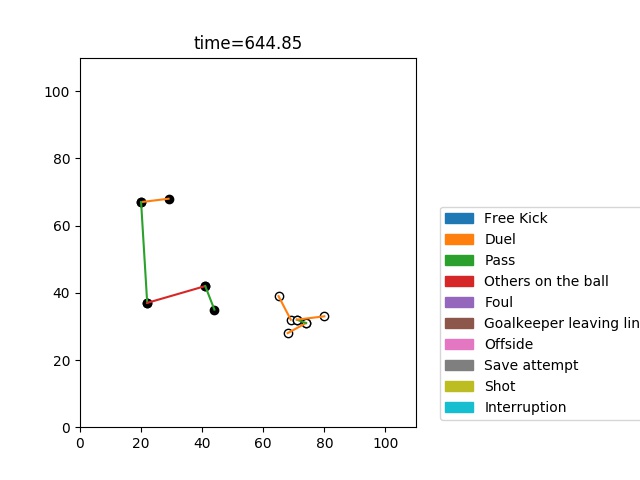 time=644.85
100
80
60
40
20
0
0 20 40 60 80 100
Free Kick
Duel
Pass
Others on the ball
Foul
Goalkeeper leaving lin
Offside
Save attempt
Shot
Interruption